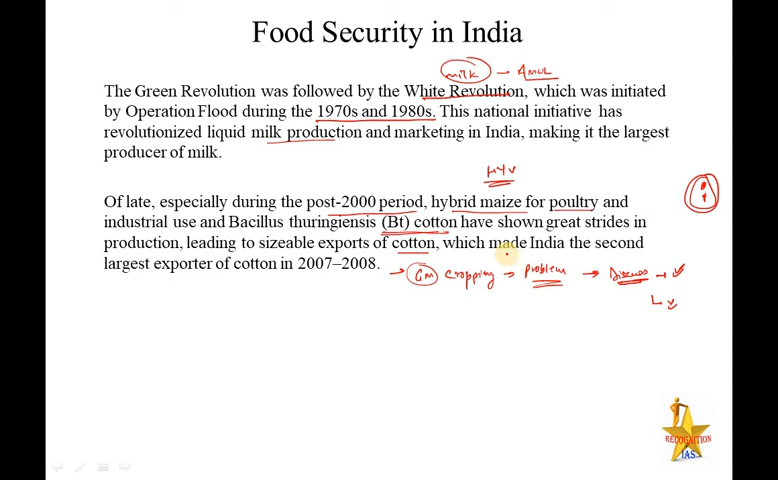 Food Security in India
milk – AMUL
The Green Revolution was followed by the White Revolution, which was initiated
by Operation Flood during the 1970s and 1980s. This national initiative has
revolutionized liquid milk production and marketing in India, making it the largest
producer of milk.
HYV
Of late, especially during the post-2000 period, hybrid maize for poultry and
industrial use and Bacillus thuringiensis (Bt) cotton have shown great strides in
production, leading to sizeable exports of cotton, which made India the second
largest exporter of cotton in 2007–2008.
→ GM cropping → Problem → Discuss →
RECOGNITION
IAS